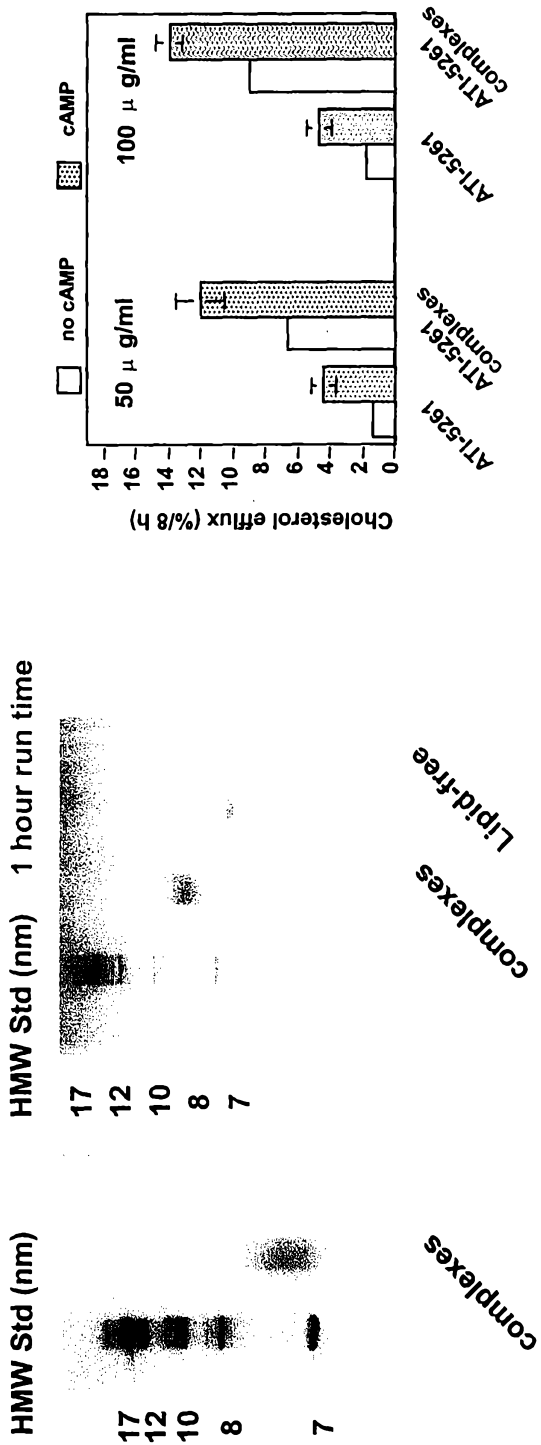 HMW Std (nm)
17
12
10
8
7
complexes
HMW Std (nm) 1 hour run time
17
12
10
8
7
complexes
Lipid-free
no cAMP
cAMP
50 μ g/ml
100 μ g/ml
Cholesterol efflux (%/8 h)
18
16
14
12
10
8
6
4
2
0
ATI-5261
ATI-5261
complexes
ATI-5261
ATI-5261
complexes